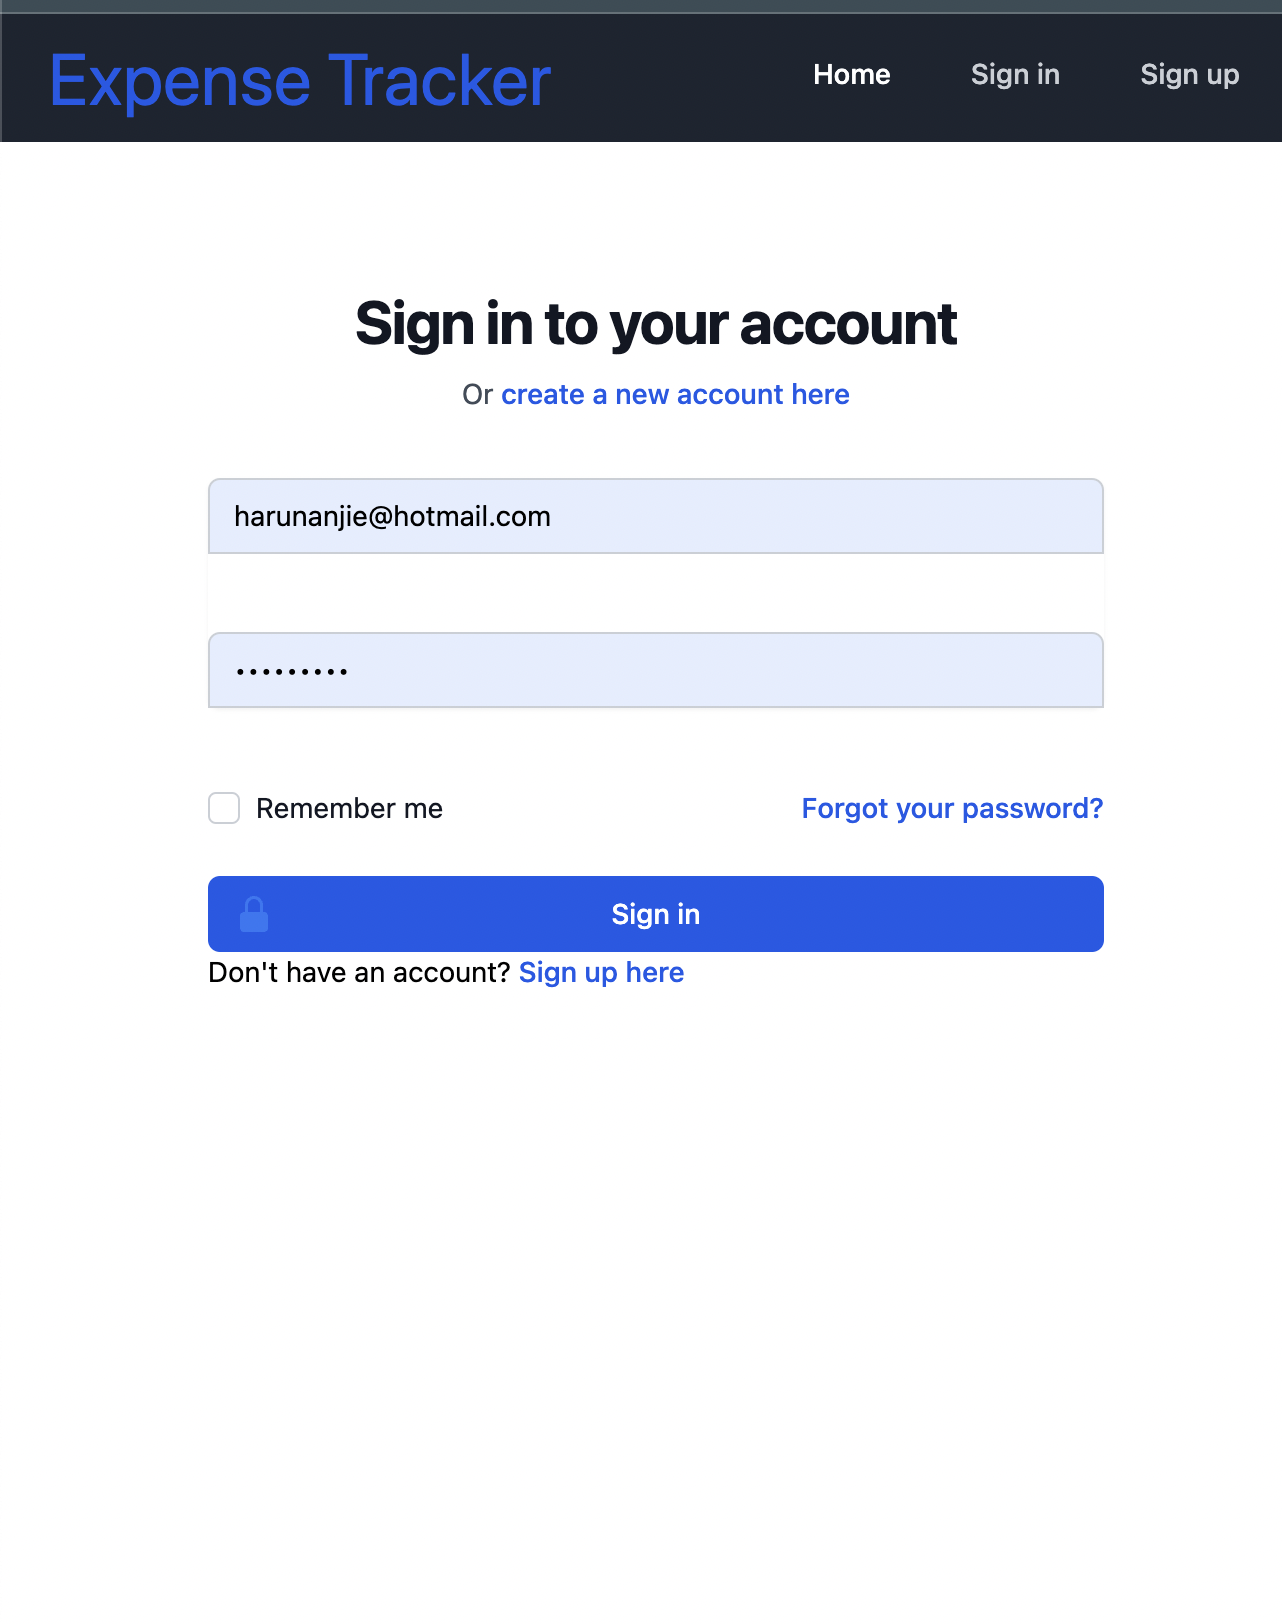 Expense Tracker
Home Sign in Sign up
Sign in to your account
Or create a new account here
harunanjie@hotmail.com
•••••••••
Remember me Forgot your password?
Sign in
Don't have an account? Sign up here